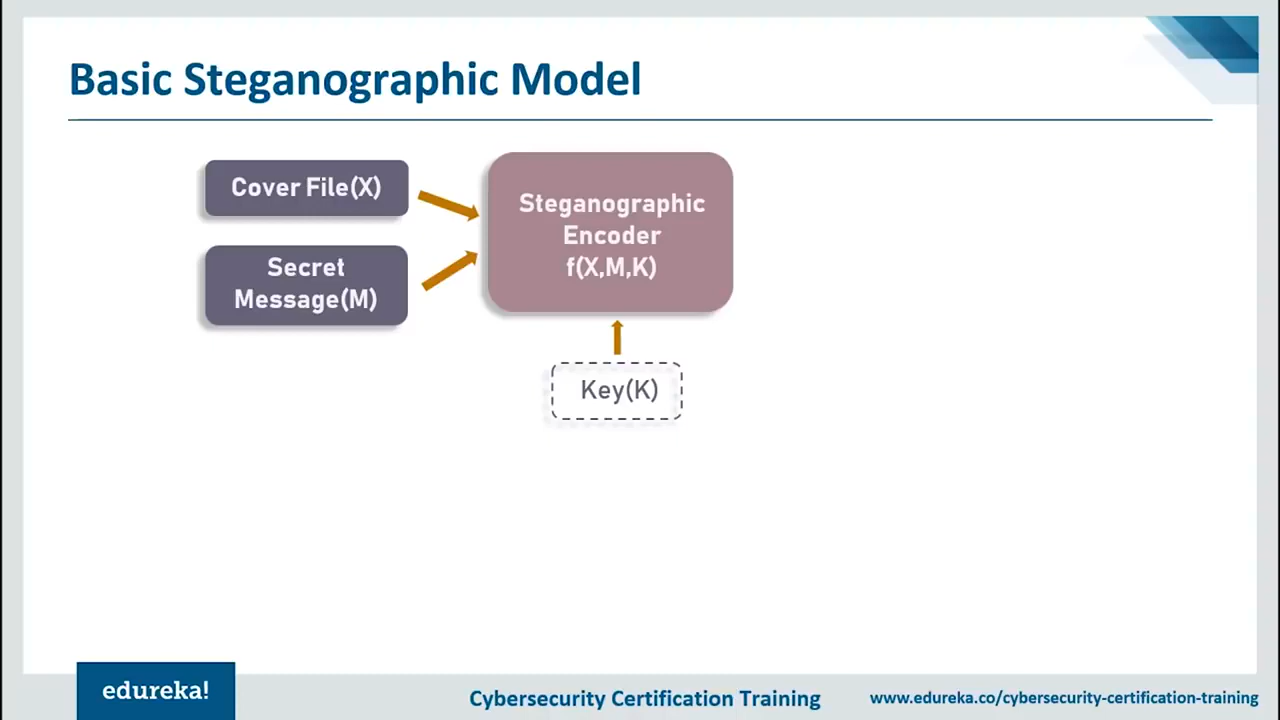 Basic Steganographic Model
Cover File(X)
Secret
Message(M)
Steganographic
Encoder
f(X,M,K)
Key(K)
edureka!
Cybersecurity Certification Training
www.edureka.co/cybersecurity-certification-training